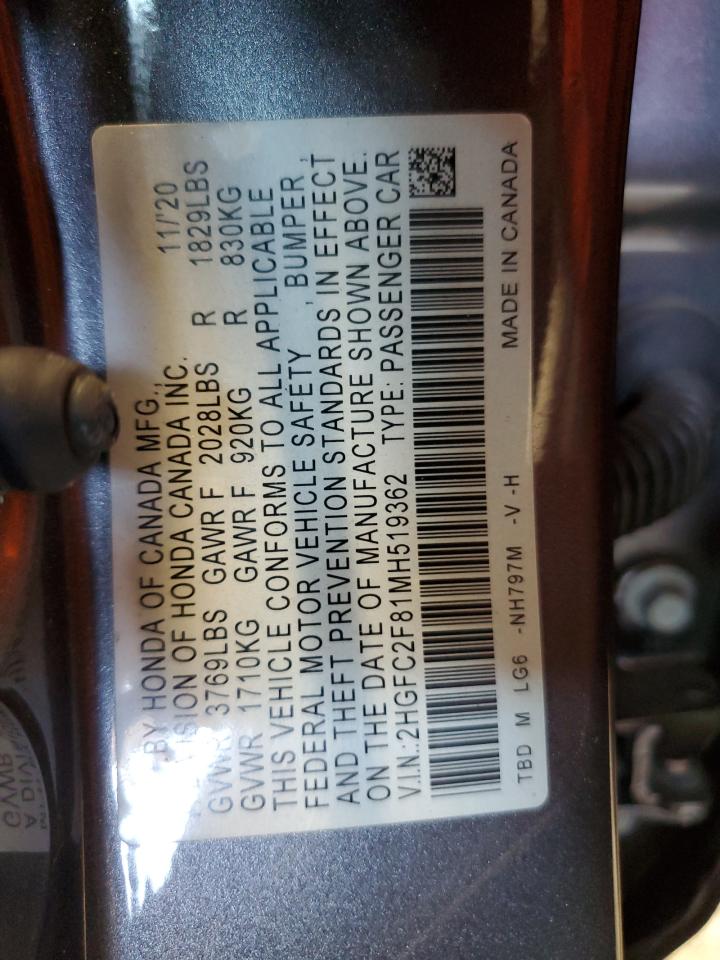 BY HONDA OF CANADA MFG., 11/'20
SION OF HONDA CANADA INC.
GVWR 3769LBS GAWR F 2028LBS R 1829LBS
GVWR 1710KG GAWR F 920KG R 830KG
THIS VEHICLE CONFORMS TO ALL APPLICABLE
FEDERAL MOTOR VEHICLE SAFETY , BUMPER ,
AND THEFT PREVENTION STANDARDS IN EFFECT
ON THE DATE OF MANUFACTURE SHOWN ABOVE.
V.I.N.:2HGFC2F81MH519362 TYPE: PASSENGER CAR
TBD M LG6 -NH797M -V -H MADE IN CANADA